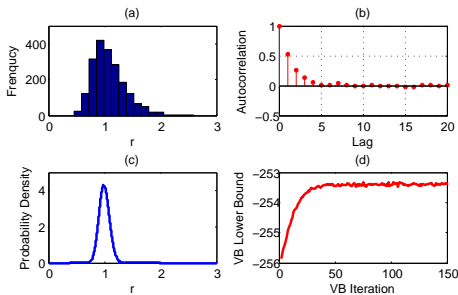 (a)
Frenqucy
400
200
0
0 1 2 3
r
(b)
Autocorrelation
1
0.5
0
−0.5
0 5 10 15 20
Lag
(c)
Probability Density
4
2
0
0 1 2 3
r
(d)
VB Lower Bound
−253
−254
−255
−256
0 50 100 150
VB Iteration